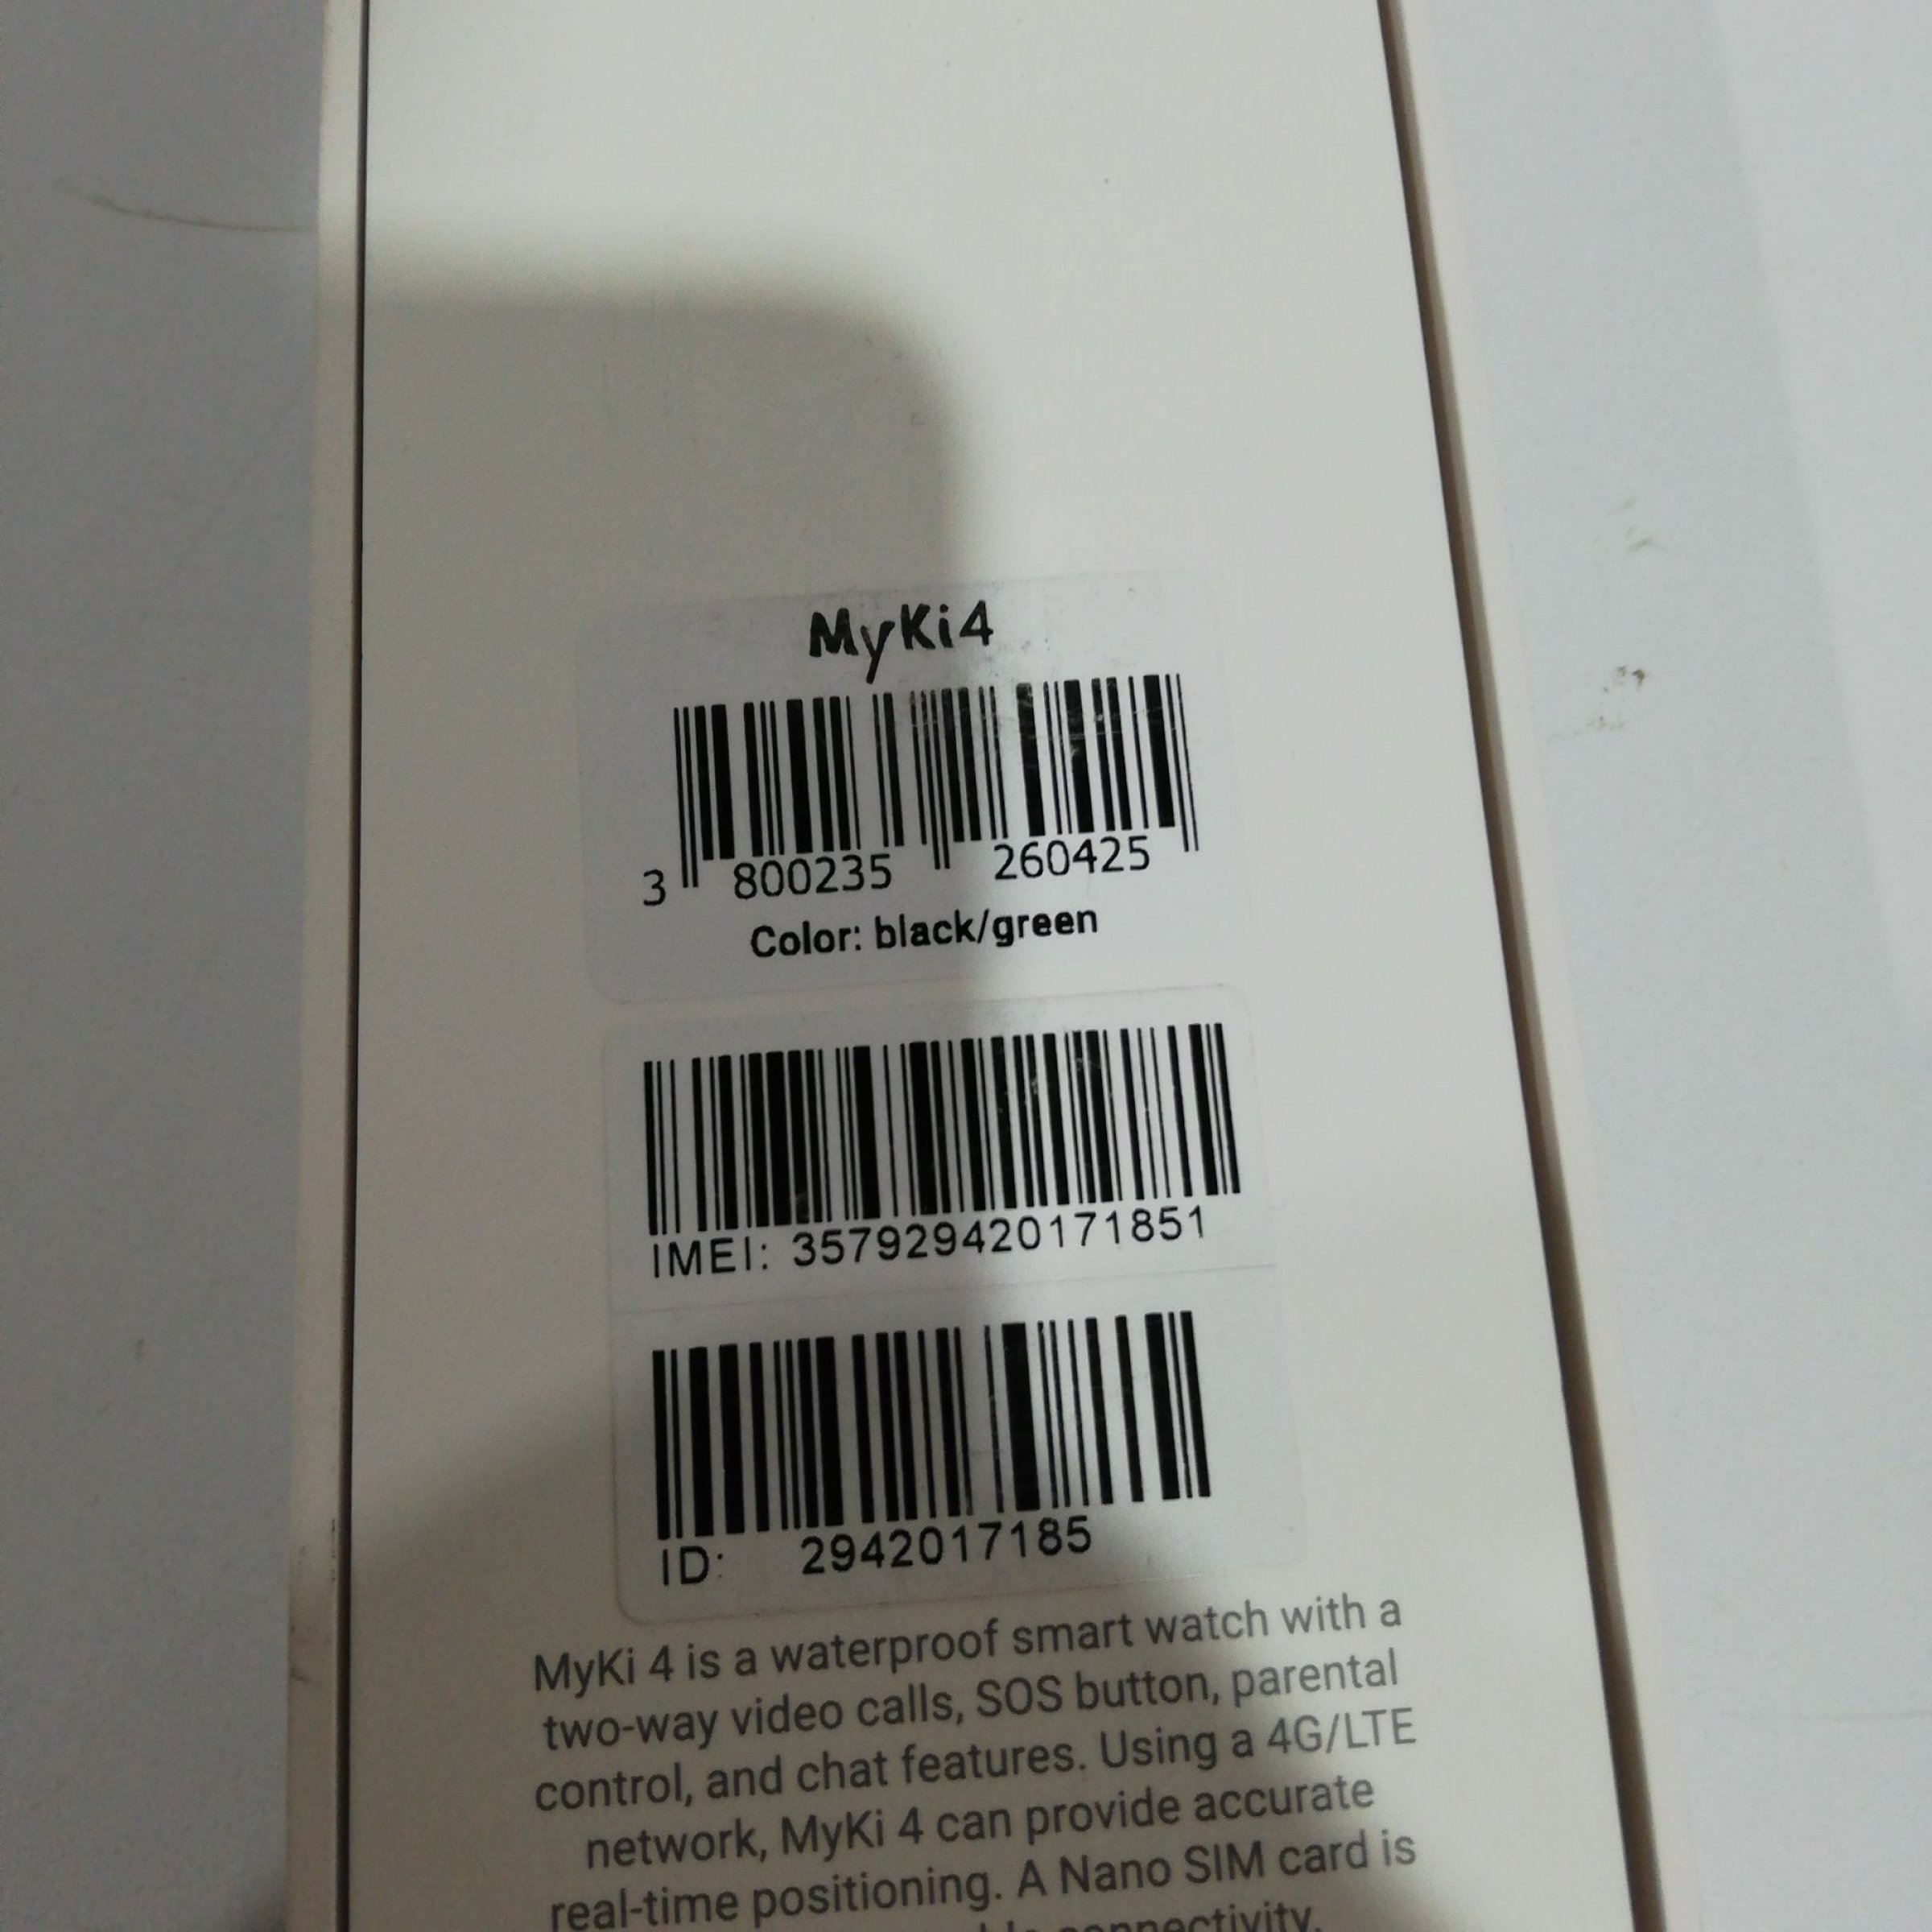 MyKi4
3 800235 260425
Color: black/green
IMEI: 357929420171851
ID: 2942017185
MyKi 4 is a waterproof smart watch with a
two-way video calls, SOS button, parental
control, and chat features. Using a 4G/LTE
network, MyKi 4 can provide accurate
real-time positioning. A Nano SIM card is
connectivity.